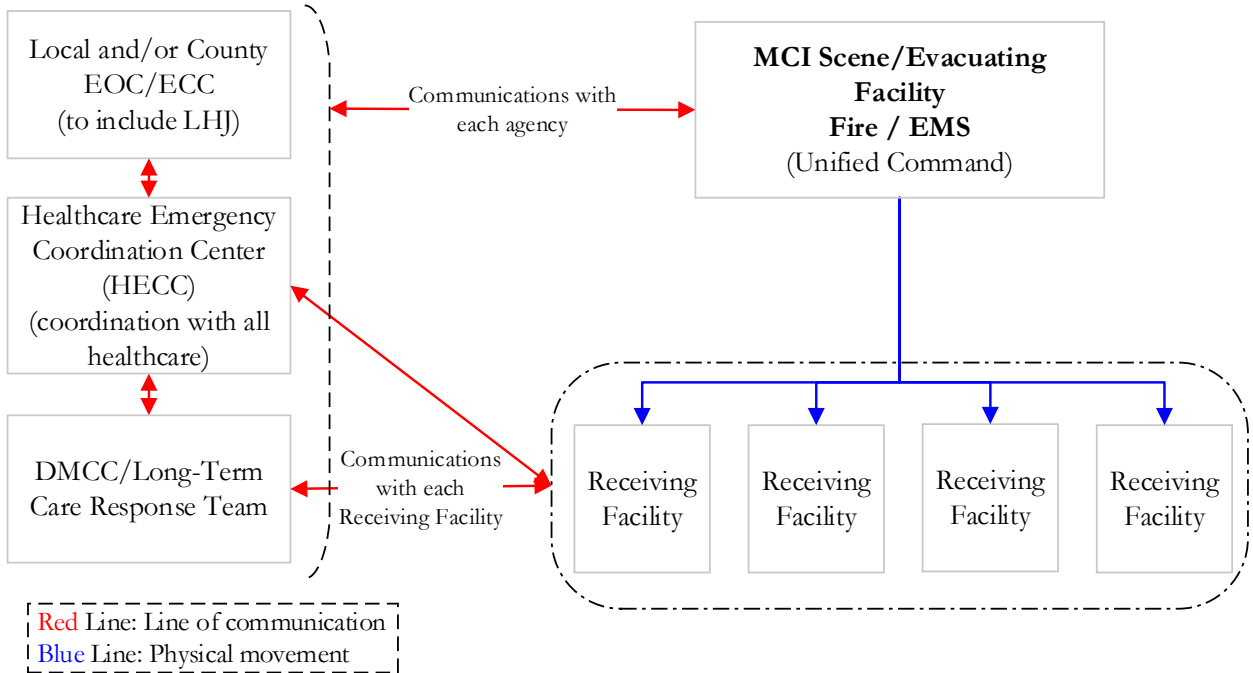 Local and/or County
EOC/ECC
(to include LHJ)
Healthcare Emergency
Coordination Center
(HECC)
(coordination with all
healthcare)
DMCC/Long-Term
Care Response Team
Communications with
each agency
MCI Scene/Evacuating
Facility
Fire / EMS
(Unified Command)
Communications
with each
Receiving Facility
Receiving
Facility
Receiving
Facility
Receiving
Facility
Receiving
Facility
Red Line: Line of communication
Blue Line: Physical movement